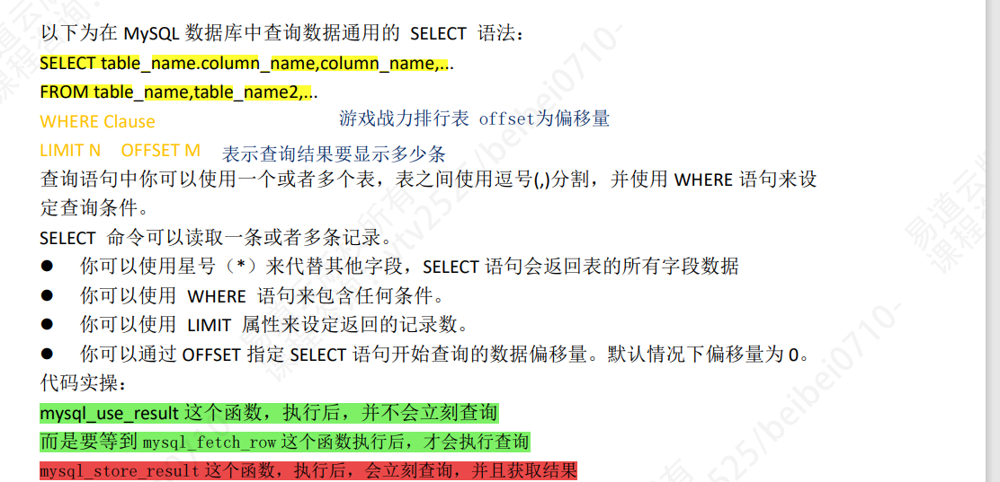 以下为在 MySQL 数据库中查询数据通用的 SELECT 语法：
SELECT table_name.column_name,column_name,...
FROM table_name,table_name2,...
WHERE Clause
游戏战力排行表 offset为偏移量
LIMIT N OFFSET M
表示查询结果要显示多少条
查询语句中你可以使用一个或者多个表，表之间使用逗号(,)分割，并使用 WHERE 语句来设
定查询条件。
SELECT 命令可以读取一条或者多条记录。
● 你可以使用星号（*）来代替其他字段，SELECT 语句会返回表的所有字段数据
● 你可以使用 WHERE 语句来包含任何条件。
● 你可以使用 LIMIT 属性来设定返回的记录数。
● 你可以通过 OFFSET 指定 SELECT 语句开始查询的数据偏移量。默认情况下偏移量为 0。
代码实操：
mysql_use_result 这个函数，执行后，并不会立刻查询
而是要等到 mysql_fetch_row 这个函数执行后，才会执行查询
mysql_store_result 这个函数，执行后，会立刻查询，并且获取结果